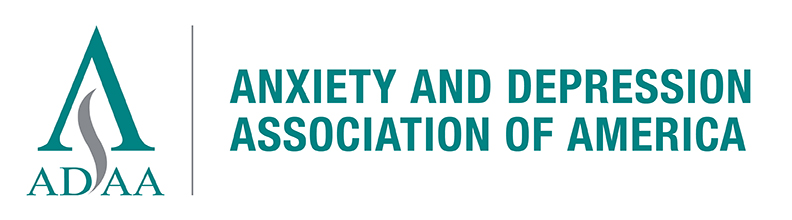 ADAA
ANXIETY AND DEPRESSION
ASSOCIATION OF AMERICA